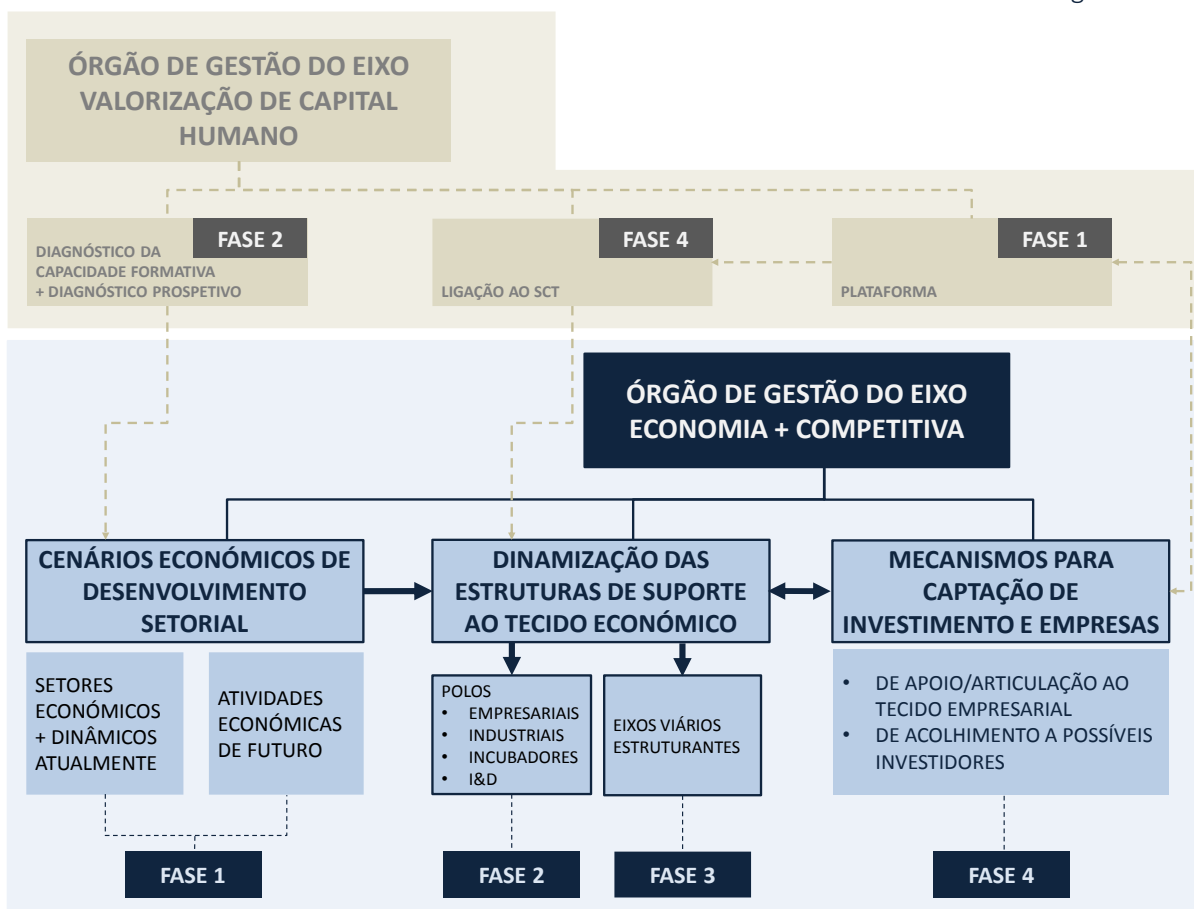 ÓRGÃO DE GESTÃO DO EIXO
VALORIZAÇÃO DE CAPITAL
HUMANO
FASE 2
DIAGNÓSTICO DA
CAPACIDADE FORMATIVA
+ DIAGNÓSTICO PROSPETIVO
FASE 4
LIGAÇÃO AO SCT
FASE 1
PLATAFORMA
ÓRGÃO DE GESTÃO DO EIXO
ECONOMIA + COMPETITIVA
CENÁRIOS ECONÓMICOS DE
DESENVOLVIMENTO
SETORIAL
DINAMIZAÇÃO DAS
ESTRUTURAS DE SUPORTE
AO TECIDO ECONÓMICO
MECANISMOS PARA
CAPTAÇÃO DE
INVESTIMENTO E EMPRESAS
SETORES
ECONÓMICOS
+ DINÂMICOS
ATUALMENTE
ATIVIDADES
ECONÓMICAS
DE FUTURO
POLOS
• EMPRESARIAIS
• INDUSTRIAIS
• INCUBADORES
• I&D
EIXOS VIÁRIOS
ESTRUTURANTES
• DE APOIO/ARTICULAÇÃO AO
TECIDO EMPRESARIAL
• DE ACOLHIMENTO A POSSÍVEIS
INVESTIDORES
FASE 1
FASE 2
FASE 3
FASE 4